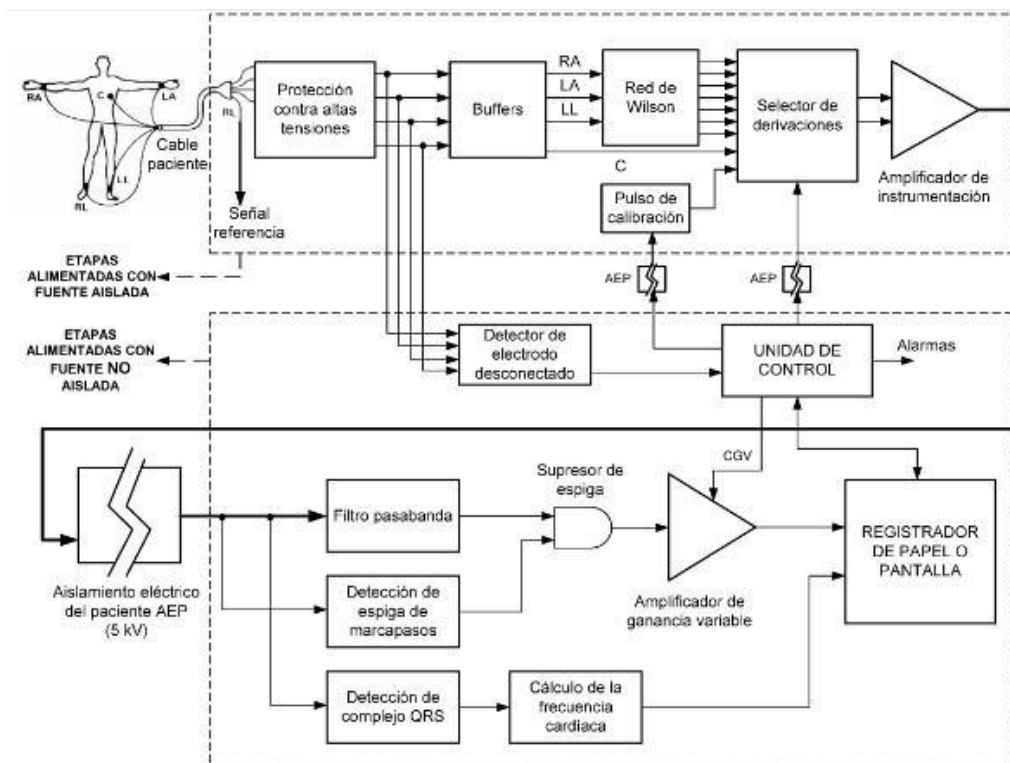 RA
C
LA
LL
RL
Cable
paciente
RL
Señal
referencia
Protección
contra altas
tensiones
Buffers
RA
LA
LL
C
Red de
Wilson
Selector de
derivaciones
Amplificador de
instrumentación
Pulso de
calibración
AEP
AEP
ETAPAS
ALIMENTADAS CON
FUENTE AISLADA
ETAPAS
ALIMENTADAS CON
FUENTE NO
AISLADA
Detector de
electrodo
desconectado
UNIDAD DE
CONTROL
Alarmas
CGV
Aislamiento eléctrico
del paciente AEP
(5 kV)
Filtro pasabanda
Supresor de
espiga
Detección de
espiga de
marcapasos
Amplificador de
ganancia variable
REGISTRADOR
DE PAPEL O
PANTALLA
Detección de
complejo QRS
Cálculo de la
frecuencia
cardiaca